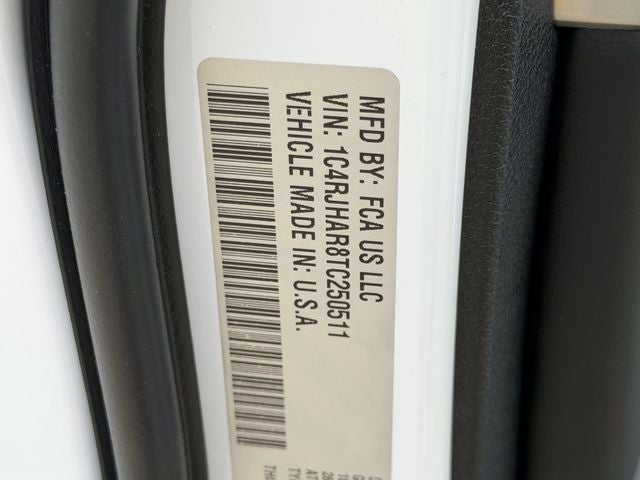 MFD BY: FCA US LLC
VIN: 1C4RJHAR8TC250511
VEHICLE MADE IN: U.S.A.